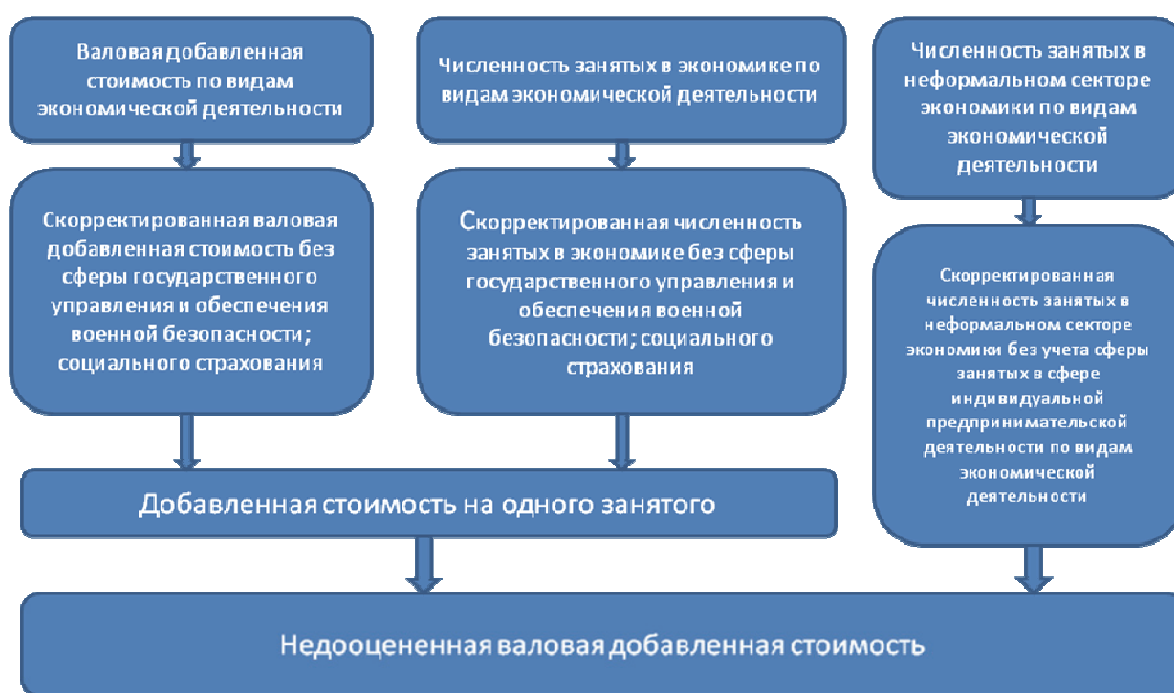 Валовая добавленная
стоимость по видам
экономической деятельности
Численность занятых в экономике по
видам экономической деятельности
Численность занятых в
неформальном секторе
экономики по видам
экономической
деятельности
Скорректированная валовая
добавленная стоимость без
сферы государственного
управления и обеспечения
военной безопасности;
социального страхования
Скорректированная численность
занятых в экономике без сферы
государственного управления и
обеспечения военной
безопасности; социального
страхования
Скорректированная
численность занятых в
неформальном секторе
экономики без учета сферы
занятых в сфере
индивидуальной
предпринимательской
деятельности по видам
экономической
деятельности
Добавленная стоимость на одного занятого
Недооцененная валовая добавленная стоимость